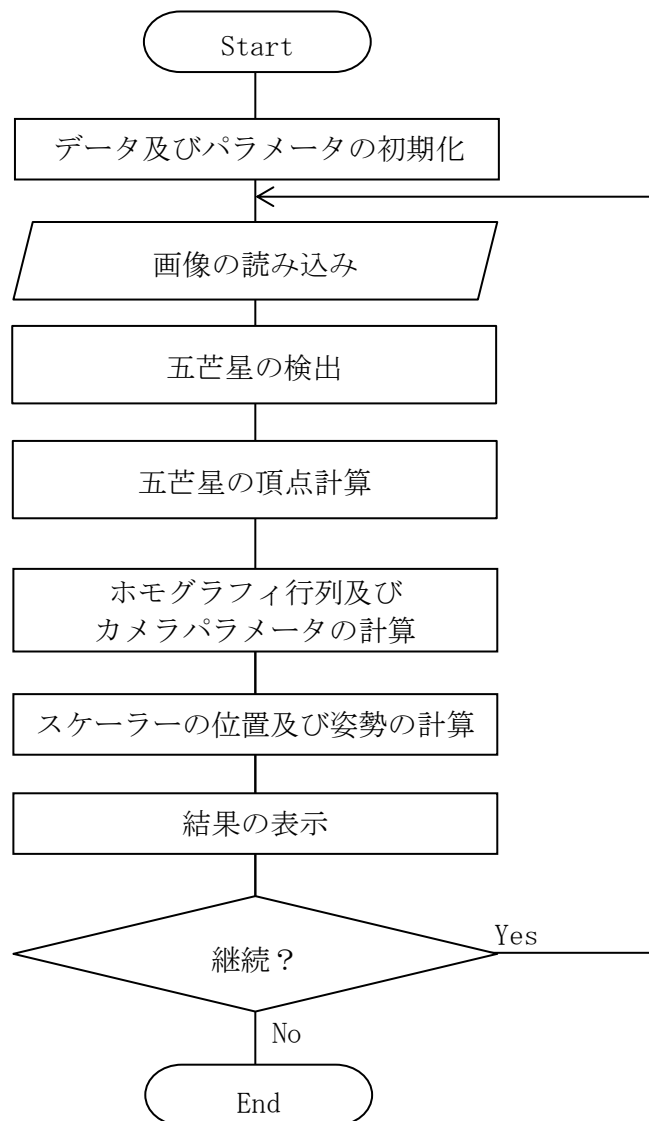 Start
データ及びパラメータの初期化
画像の読み込み
五芒星の検出
五芒星の頂点計算
ホモグラフィ行列及び
カメラパラメータの計算
スケーラーの位置及び姿勢の計算
結果の表示
継続？
Yes
No
End